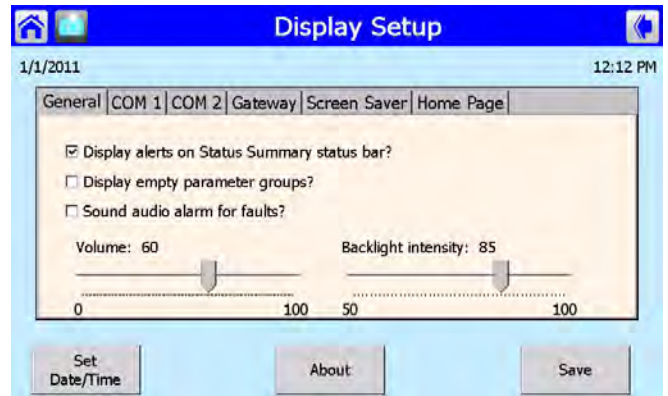 Display Setup
1/1/2011 12:12 PM
General COM 1 COM 2 Gateway Screen Saver Home Page
Display alerts on Status Summary status bar?
Display empty parameter groups?
Sound audio alarm for faults?
Volume: 60 Backlight intensity: 85
0 100 50 100
Set
Date/Time
About
Save